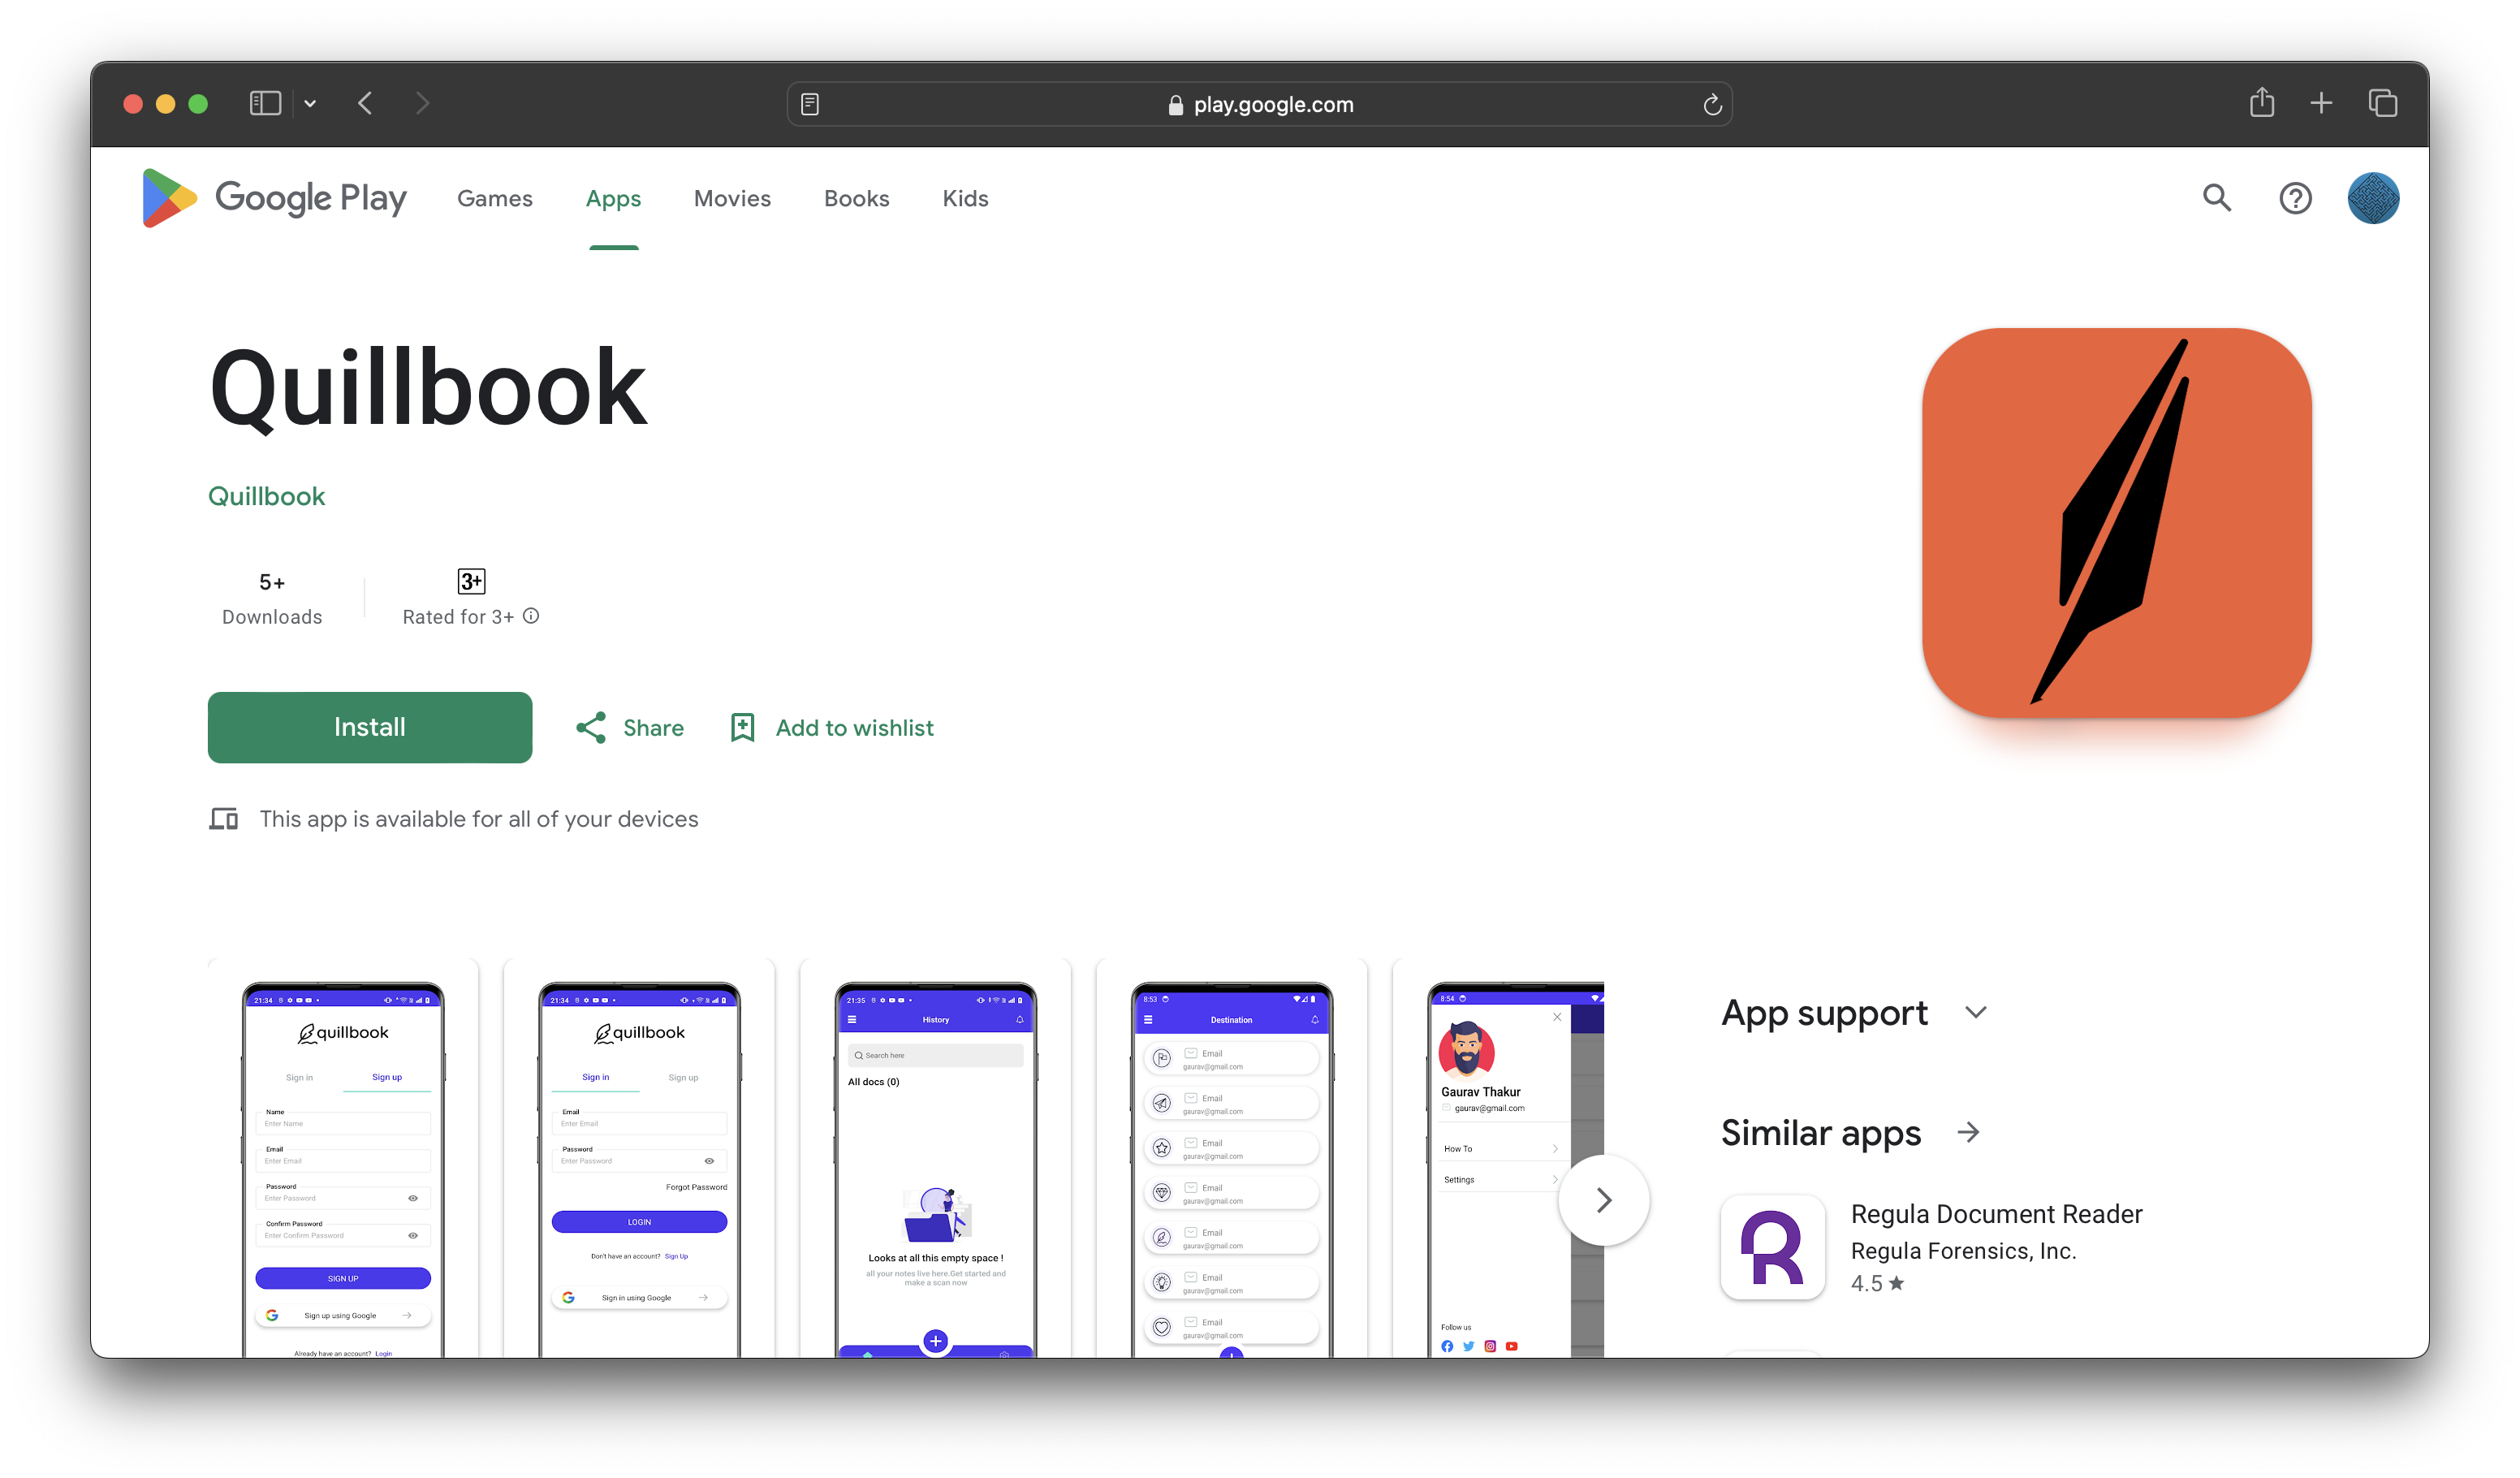 play.google.com
Google Play Games Apps Movies Books Kids
Quillbook
Quillbook
5+
Downloads
3+
Rated for 3+
Install
Share
Add to wishlist
This app is available for all of your devices
21:34
quillbook
Sign in Sign up
Name
Enter Name
Email
Enter Email
Password
Enter Password
Confirm Password
Enter Confirm Password
SIGN UP
Sign up using Google
Already have an account? Login
21:34
quillbook
Sign in Sign up
Email
Enter Email
Password
Enter Password
Forgot Password
LOGIN
Don't have an account? Sign Up
Sign in using Google
21:35
History
Search here
All docs (0)
Looks at all this empty space !
all your notes live here.Get started and
make a scan now
8:53
Destination
Email
gaurav@gmail.com
Email
gaurav@gmail.com
Email
gaurav@gmail.com
Email
gaurav@gmail.com
Email
gaurav@gmail.com
Email
gaurav@gmail.com
Email
gaurav@gmail.com
8:54
Gaurav Thakur
gaurav@gmail.com
How To
Settings
Follow us
App support
Similar apps
Regula Document Reader
Regula Forensics, Inc.
4.5